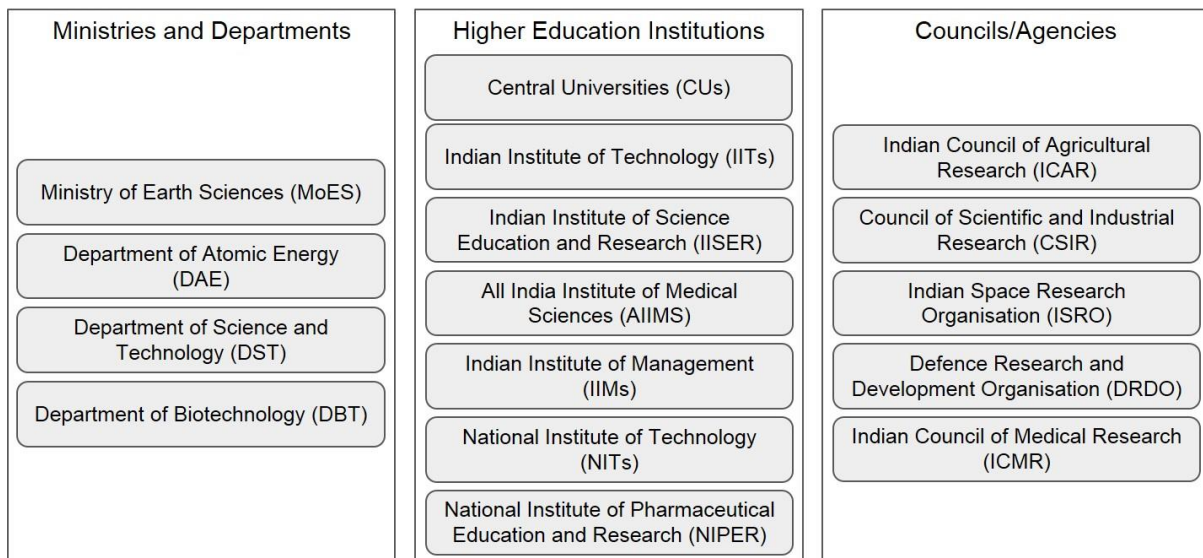 Ministries and Departments
Ministry of Earth Sciences (MoES)
Department of Atomic Energy
(DAE)
Department of Science and
Technology (DST)
Department of Biotechnology (DBT)
Higher Education Institutions
Central Universities (CUs)
Indian Institute of Technology (IITs)
Indian Institute of Science
Education and Research (IISER)
All India Institute of Medical
Sciences (AIIMS)
Indian Institute of Management
(IIMs)
National Institute of Technology
(NITs)
National Institute of Pharmaceutical
Education and Research (NIPER)
Councils/Agencies
Indian Council of Agricultural
Research (ICAR)
Council of Scientific and Industrial
Research (CSIR)
Indian Space Research
Organisation (ISRO)
Defence Research and
Development Organisation (DRDO)
Indian Council of Medical Research
(ICMR)